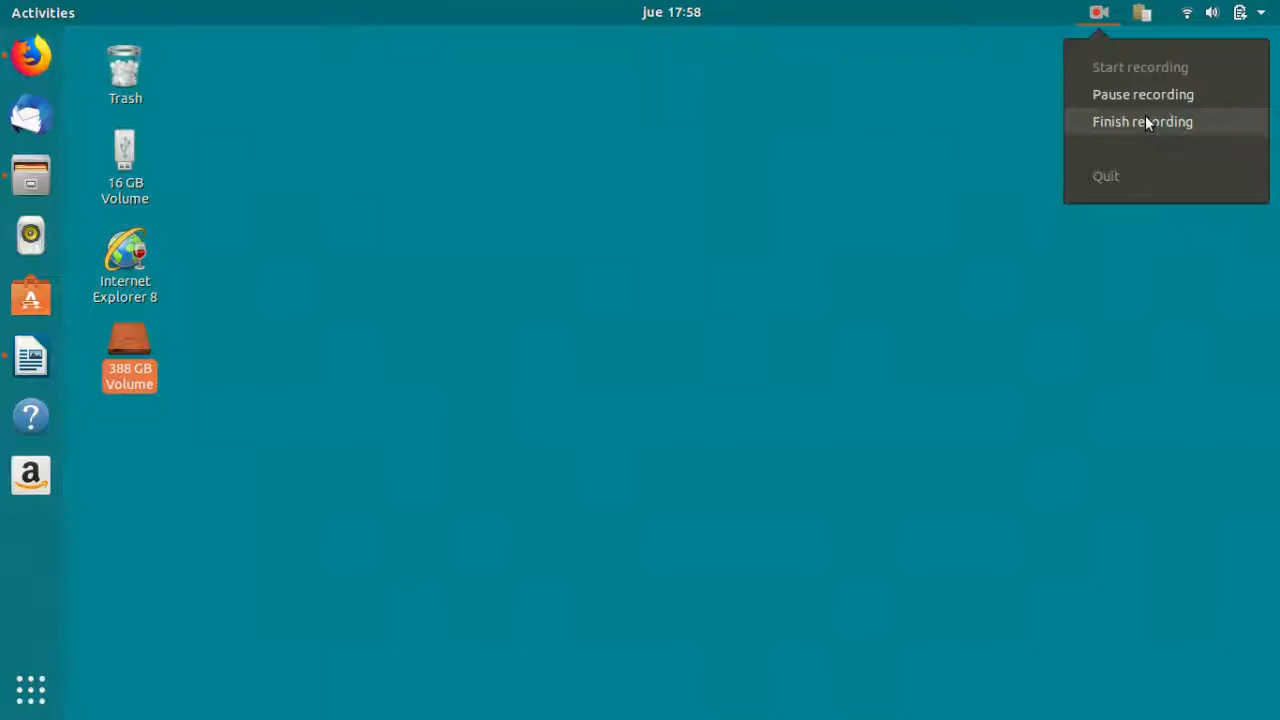 Activities
jue 17:58
Start recording
Pause recording
Finish recording
Quit
Trash
16 GB
Volume
Internet
Explorer 8
388 GB
Volume